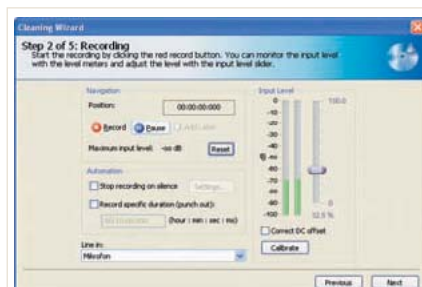 Cleaning Wizard
Step 2 of 5: Recording
Start the recording by clicking the red record button. You can monitor the input level
with the level meters and adjust the level with the input level slider.
Navigation
Position: 00:00:00:000
Record Pause Add Label
Maximum input level: -oo dB Reset
Automation
Stop recording on silence Settings...
Record specific duration (punch out):
(hour : min : sec : ms)
Line in:
Mikrofon
Input Level
0 100.0
-10
-20
-30
-40
-50
-60
-70
-80
-90 0
-100 52.9 %
Correct DC offset
Calibrate
Previous Next